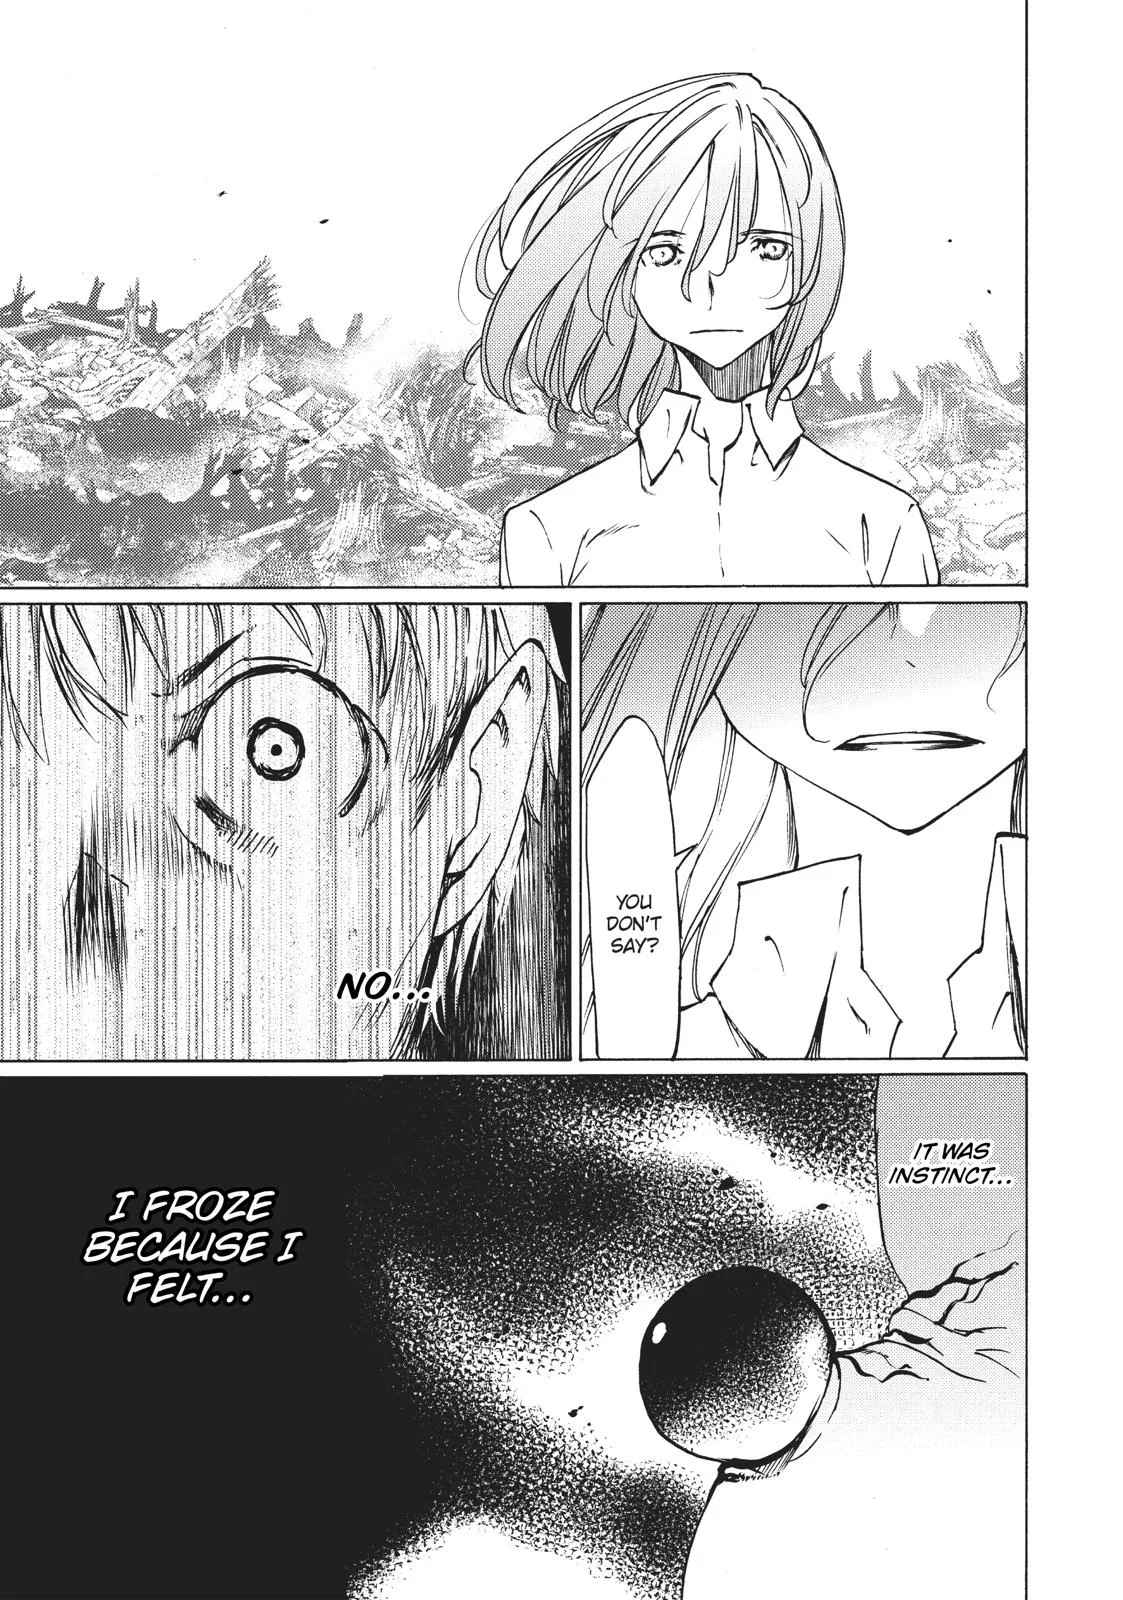 YOU
DON'T
SAY?
NO...
IT WAS
INSTINCT...
I FROZE
BECAUSE I
FELT...